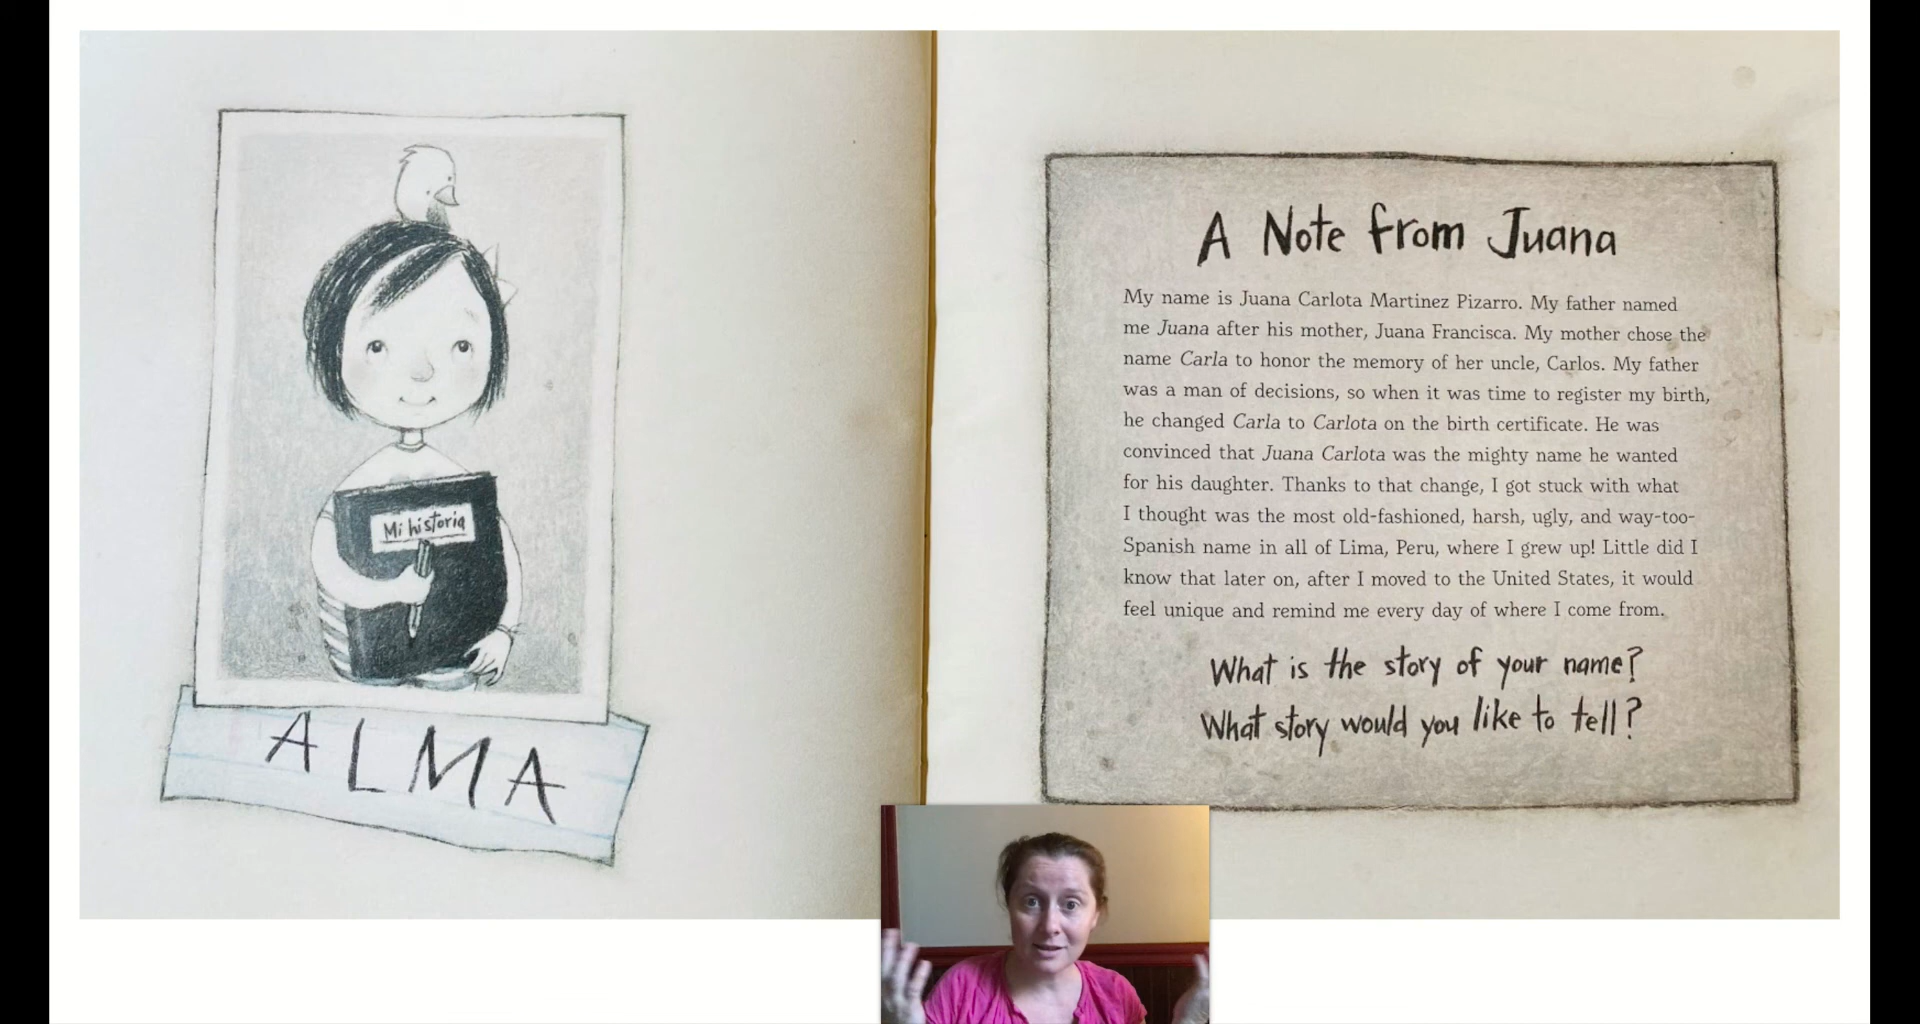 Mi historia
ALMA
A Note from Juana
My name is Juana Carlota Martinez Pizarro. My father named
me Juana after his mother, Juana Francisca. My mother chose the
name Carla to honor the memory of her uncle, Carlos. My father
was a man of decisions, so when it was time to register my birth,
he changed Carla to Carlota on the birth certificate. He was
convinced that Juana Carlota was the mighty name he wanted
for his daughter. Thanks to that change, I got stuck with what
I thought was the most old-fashioned, harsh, ugly, and way-too-
Spanish name in all of Lima, Peru, where I grew up! Little did I
know that later on, after I moved to the United States, it would
feel unique and remind me every day of where I come from.
What is the story of your name?
What story would you like to tell?